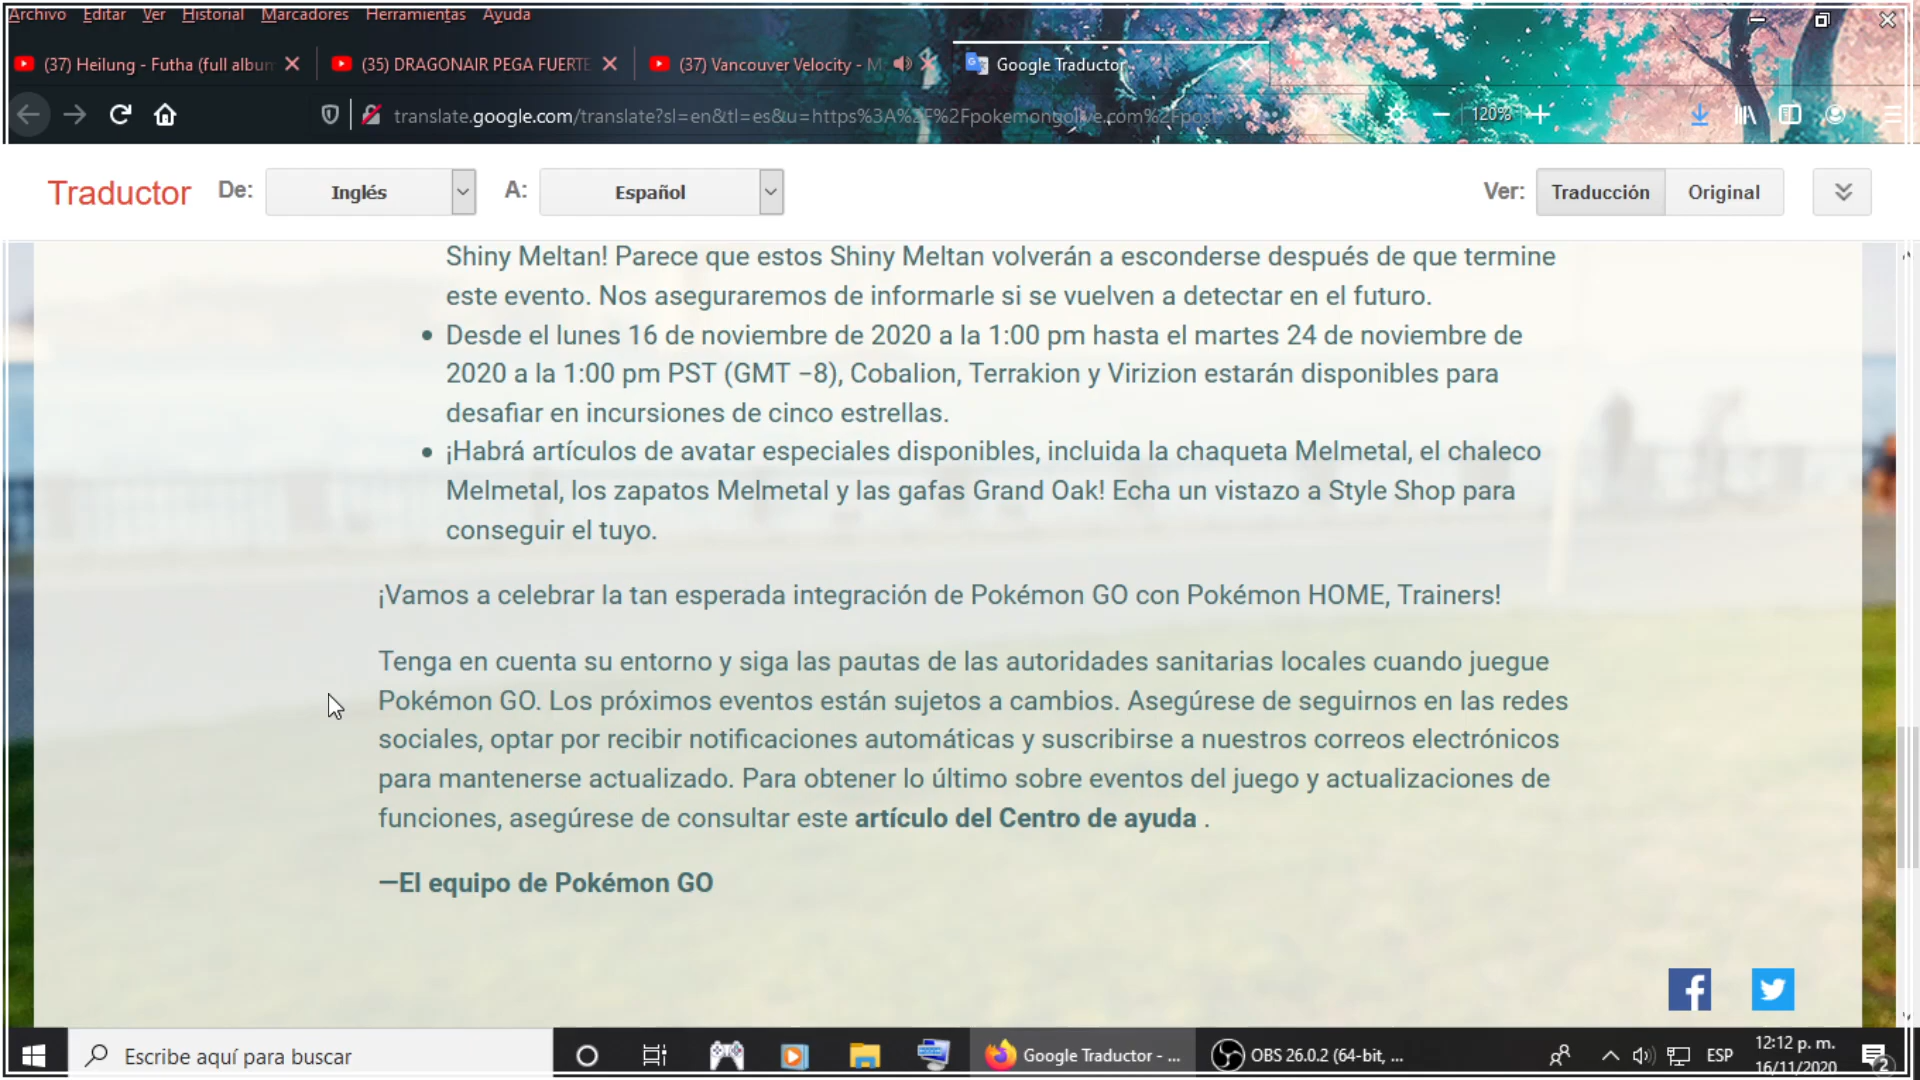 Archivo Editar Ver Historial Marcadores Herramientas Ayuda
(37) Heilung - Futha (full album
(35) DRAGONAIR PEGA FUERTE
(37) Vancouver Velocity - M
Google Traductor
translate.google.com/translate?sl=en&tl=es&u=https%3A%2F%2Fpokemongolive.com%2Fpost
120%
Traductor De: Inglés A: Español Ver: Traducción Original
Shiny Meltan! Parece que estos Shiny Meltan volverán a esconderse después de que termine
este evento. Nos aseguraremos de informarle si se vuelven a detectar en el futuro.
• Desde el lunes 16 de noviembre de 2020 a la 1:00 pm hasta el martes 24 de noviembre de
2020 a la 1:00 pm PST (GMT −8), Cobalion, Terrakion y Virizion estarán disponibles para
desafiar en incursiones de cinco estrellas.
• ¡Habrá artículos de avatar especiales disponibles, incluida la chaqueta Melmetal, el chaleco
Melmetal, los zapatos Melmetal y las gafas Grand Oak! Echa un vistazo a Style Shop para
conseguir el tuyo.
¡Vamos a celebrar la tan esperada integración de Pokémon GO con Pokémon HOME, Trainers!
Tenga en cuenta su entorno y siga las pautas de las autoridades sanitarias locales cuando juegue
Pokémon GO. Los próximos eventos están sujetos a cambios. Asegúrese de seguirnos en las redes
sociales, optar por recibir notificaciones automáticas y suscribirse a nuestros correos electrónicos
para mantenerse actualizado. Para obtener lo último sobre eventos del juego y actualizaciones de
funciones, asegúrese de consultar este artículo del Centro de ayuda .
—El equipo de Pokémon GO
Escribe aquí para buscar
Google Traductor - ...
OBS 26.0.2 (64-bit, ...
ESP
12:12 p. m.
16/11/2020
2